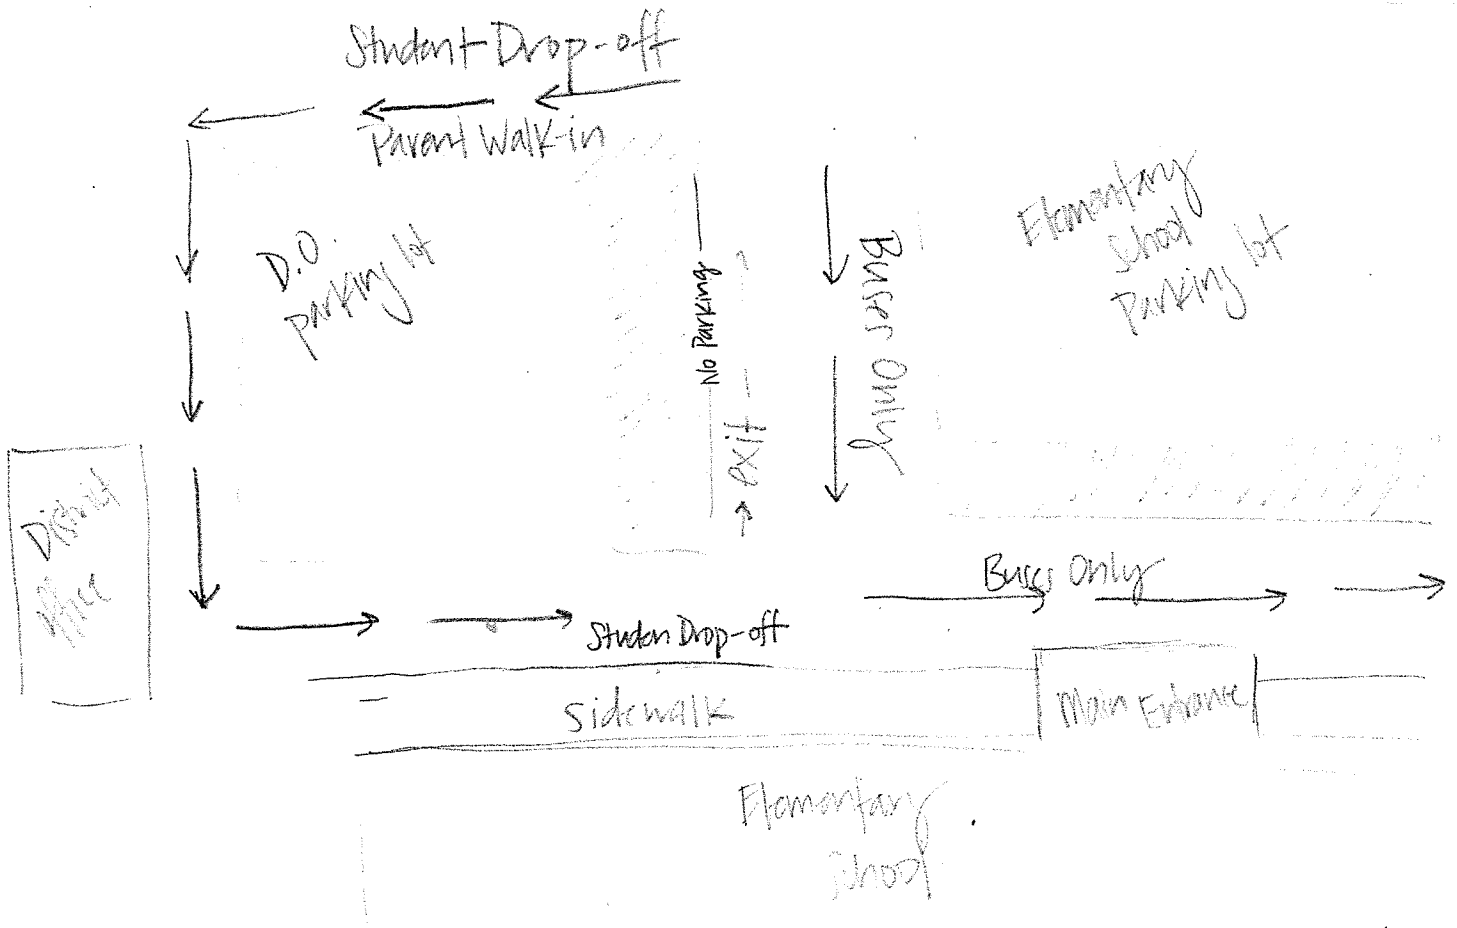 Student Drop-off
Parent Walk-in
D.O
parking lot
No Parking
exit
Buses Only
Elementary
School
Parking lot
District
Office
Buses Only
Studen Drop-off
Sidewalk
Main Entrance
Elementary
School